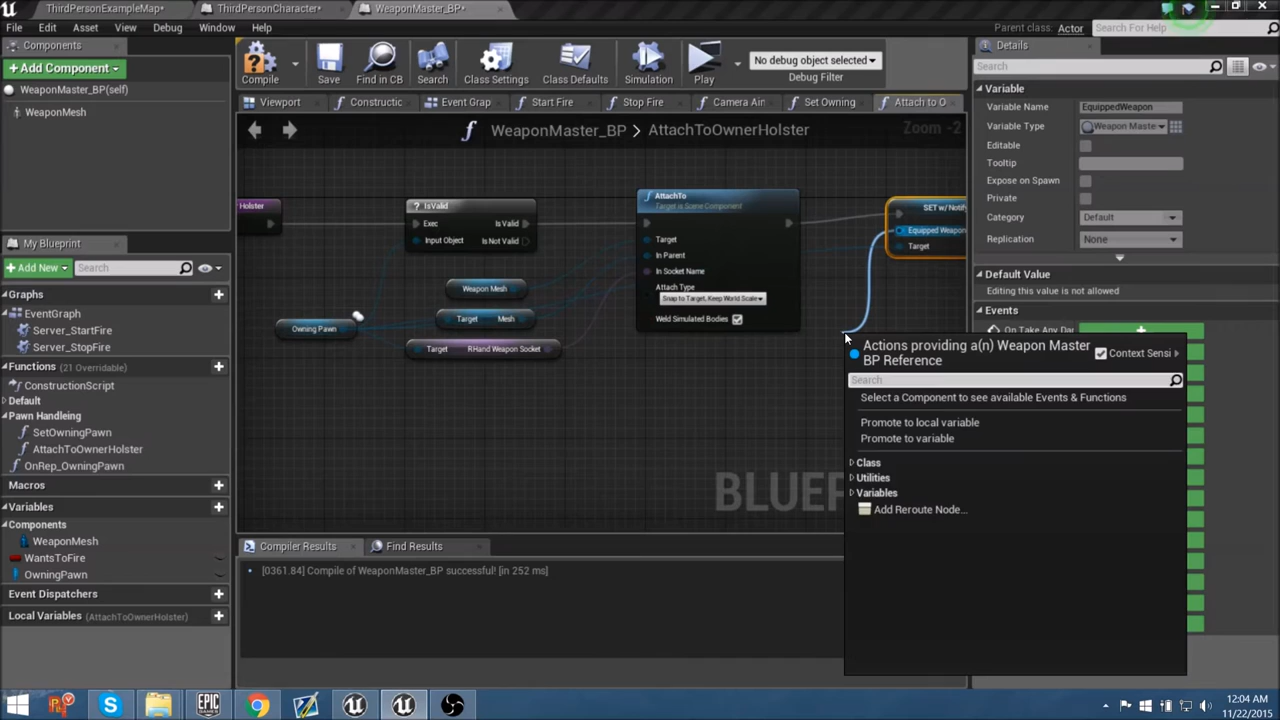 ThirdPersonExampleMap*
ThirdPersonCharacter*
WeaponMaster_BP*
File Edit Asset View Debug Window Help
Parent class: Actor
Search For Help
Components
Details
+ Add Component
WeaponMaster_BP(self)
WeaponMesh
Compile
Save
Find in CB
Search
Class Settings
Class Defaults
Simulation
Play
No debug object selected
Debug Filter
Search
Viewport
Constructic
Event Grap
Start Fire
Stop Fire
Camera Ain
Set Owning
Attach to O
WeaponMaster_BP > AttachToOwnerHolster
Zoom -2
Variable
Variable Name EquippedWeapon
Variable Type Weapon Maste
Editable
Tooltip
Expose on Spawn
Private
Category Default
Replication None
Default Value
Editing this value is not allowed
Events
On Take Any Da
My Blueprint
+ Add New
Search
Graphs
EventGraph
Server_StartFire
Server_StopFire
Functions (21 Overridable)
ConstructionScript
Default
Pawn Handleing
SetOwningPawn
AttachToOwnerHolster
OnRep_OwningPawn
Macros
Variables
Components
WeaponMesh
WantsToFire
OwningPawn
Event Dispatchers
Local Variables (AttachToOwnerHolster)
Holster
? IsValid
Exec Is Valid
Input Object Is Not Valid
Weapon Mesh
Target Mesh
Owning Pawn
Target RHand Weapon Socket
AttachTo
Target is Scene Component
Target
In Parent
In Socket Name
Attach Type
Snap to Target, Keep World Scale
Weld Simulated Bodies
SET w/ Notify
Equipped Weapon
Target
BLUEP
Actions providing a(n) Weapon Master
BP Reference
Context Sensi
Search
Select a Component to see available Events & Functions
Promote to local variable
Promote to variable
Class
Utilities
Variables
Add Reroute Node...
Compiler Results
Find Results
[0361.84] Compile of WeaponMaster_BP successful! [in 252 ms]
EPIC
GAMES
12:04 AM
11/22/2015